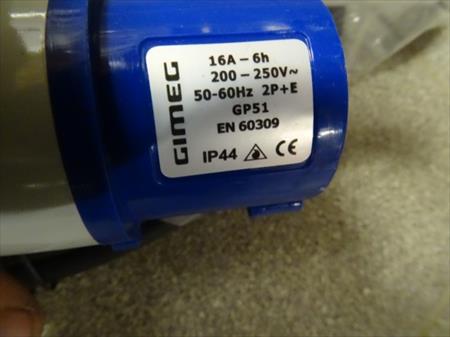 GIMEG
16A – 6h
200 – 250V~
50-60Hz 2P+E
GP51
EN 60309
IP44 CE